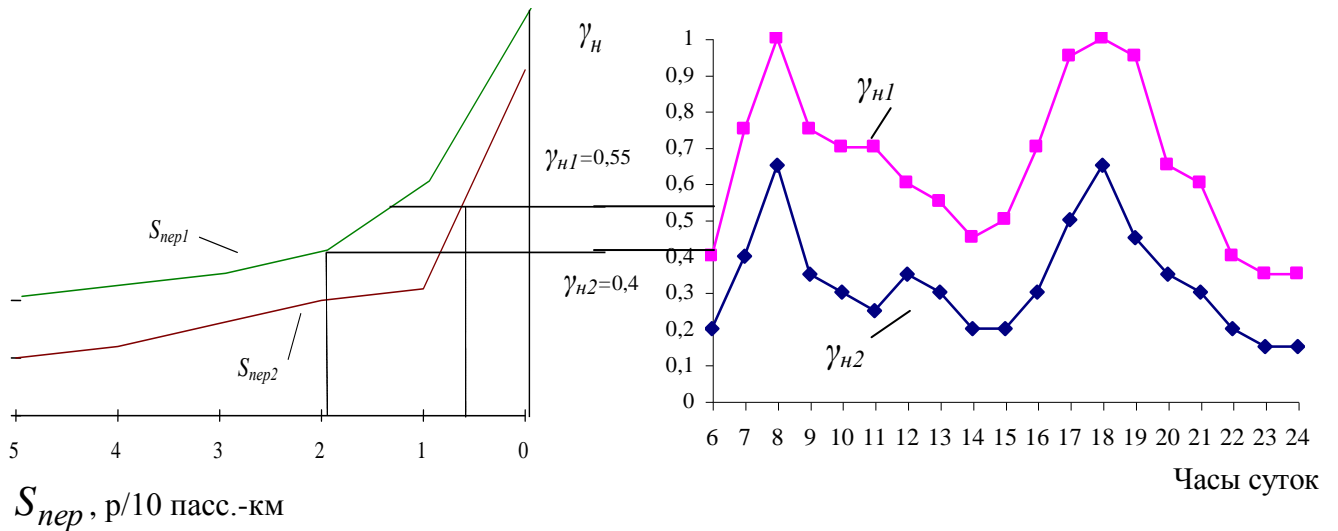 γн
γн1=0,55
γн2=0,4
Sпер1
Sпер2
5 4 3 2 1 0
Sпер, р/10 пасс.-км
1
0,9
0,8
0,7
0,6
0,5
0,4
0,3
0,2
0,1
0
γн1
γн2
6 7 8 9 10 11 12 13 14 15 16 17 18 19 20 21 22 23 24
Часы суток